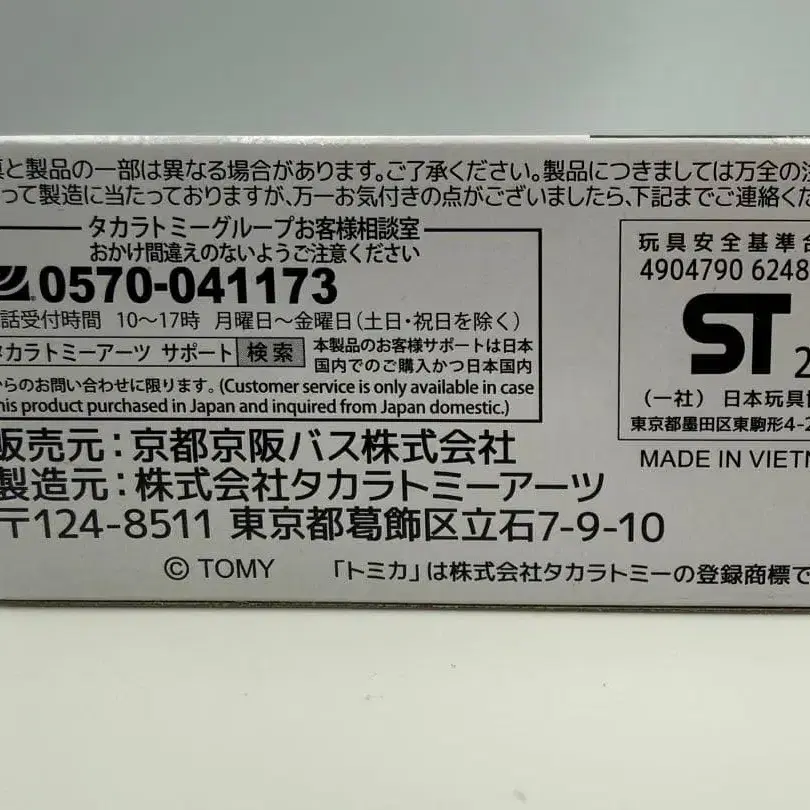 と製品の一部は異なる場合があります。ご了承ください。製品につきましては万全の
って製造に当たっておりますが、万一お気付きの点がございましたら、下記までご連絡くだ
タカラトミーグループお客様相談室
おかけ間違えのないようご注意ください
0570-041173
話受付時間 10〜17時 月曜日〜金曜日(土日・祝日を除く)
タカラトミーアーツ サポート 検索
本製品のお客様サポートは日本
国内でのご購入かつ日本国内
からのお問い合わせに限ります。(Customer service is only available in case
this product purchased in Japan and inquired from Japan domestic.)
販売元:京都京阪バス株式会社
製造元:株式会社タカラトミーアーツ
〒124-8511 東京都葛飾区立石7-9-10
© TOMY 「トミカ」は株式会社タカラトミーの登録商標で
玩具安全基準合
4904790 6248
ST 2
(一社) 日本玩具
東京都墨田区東駒形4-2
MADE IN VIETN